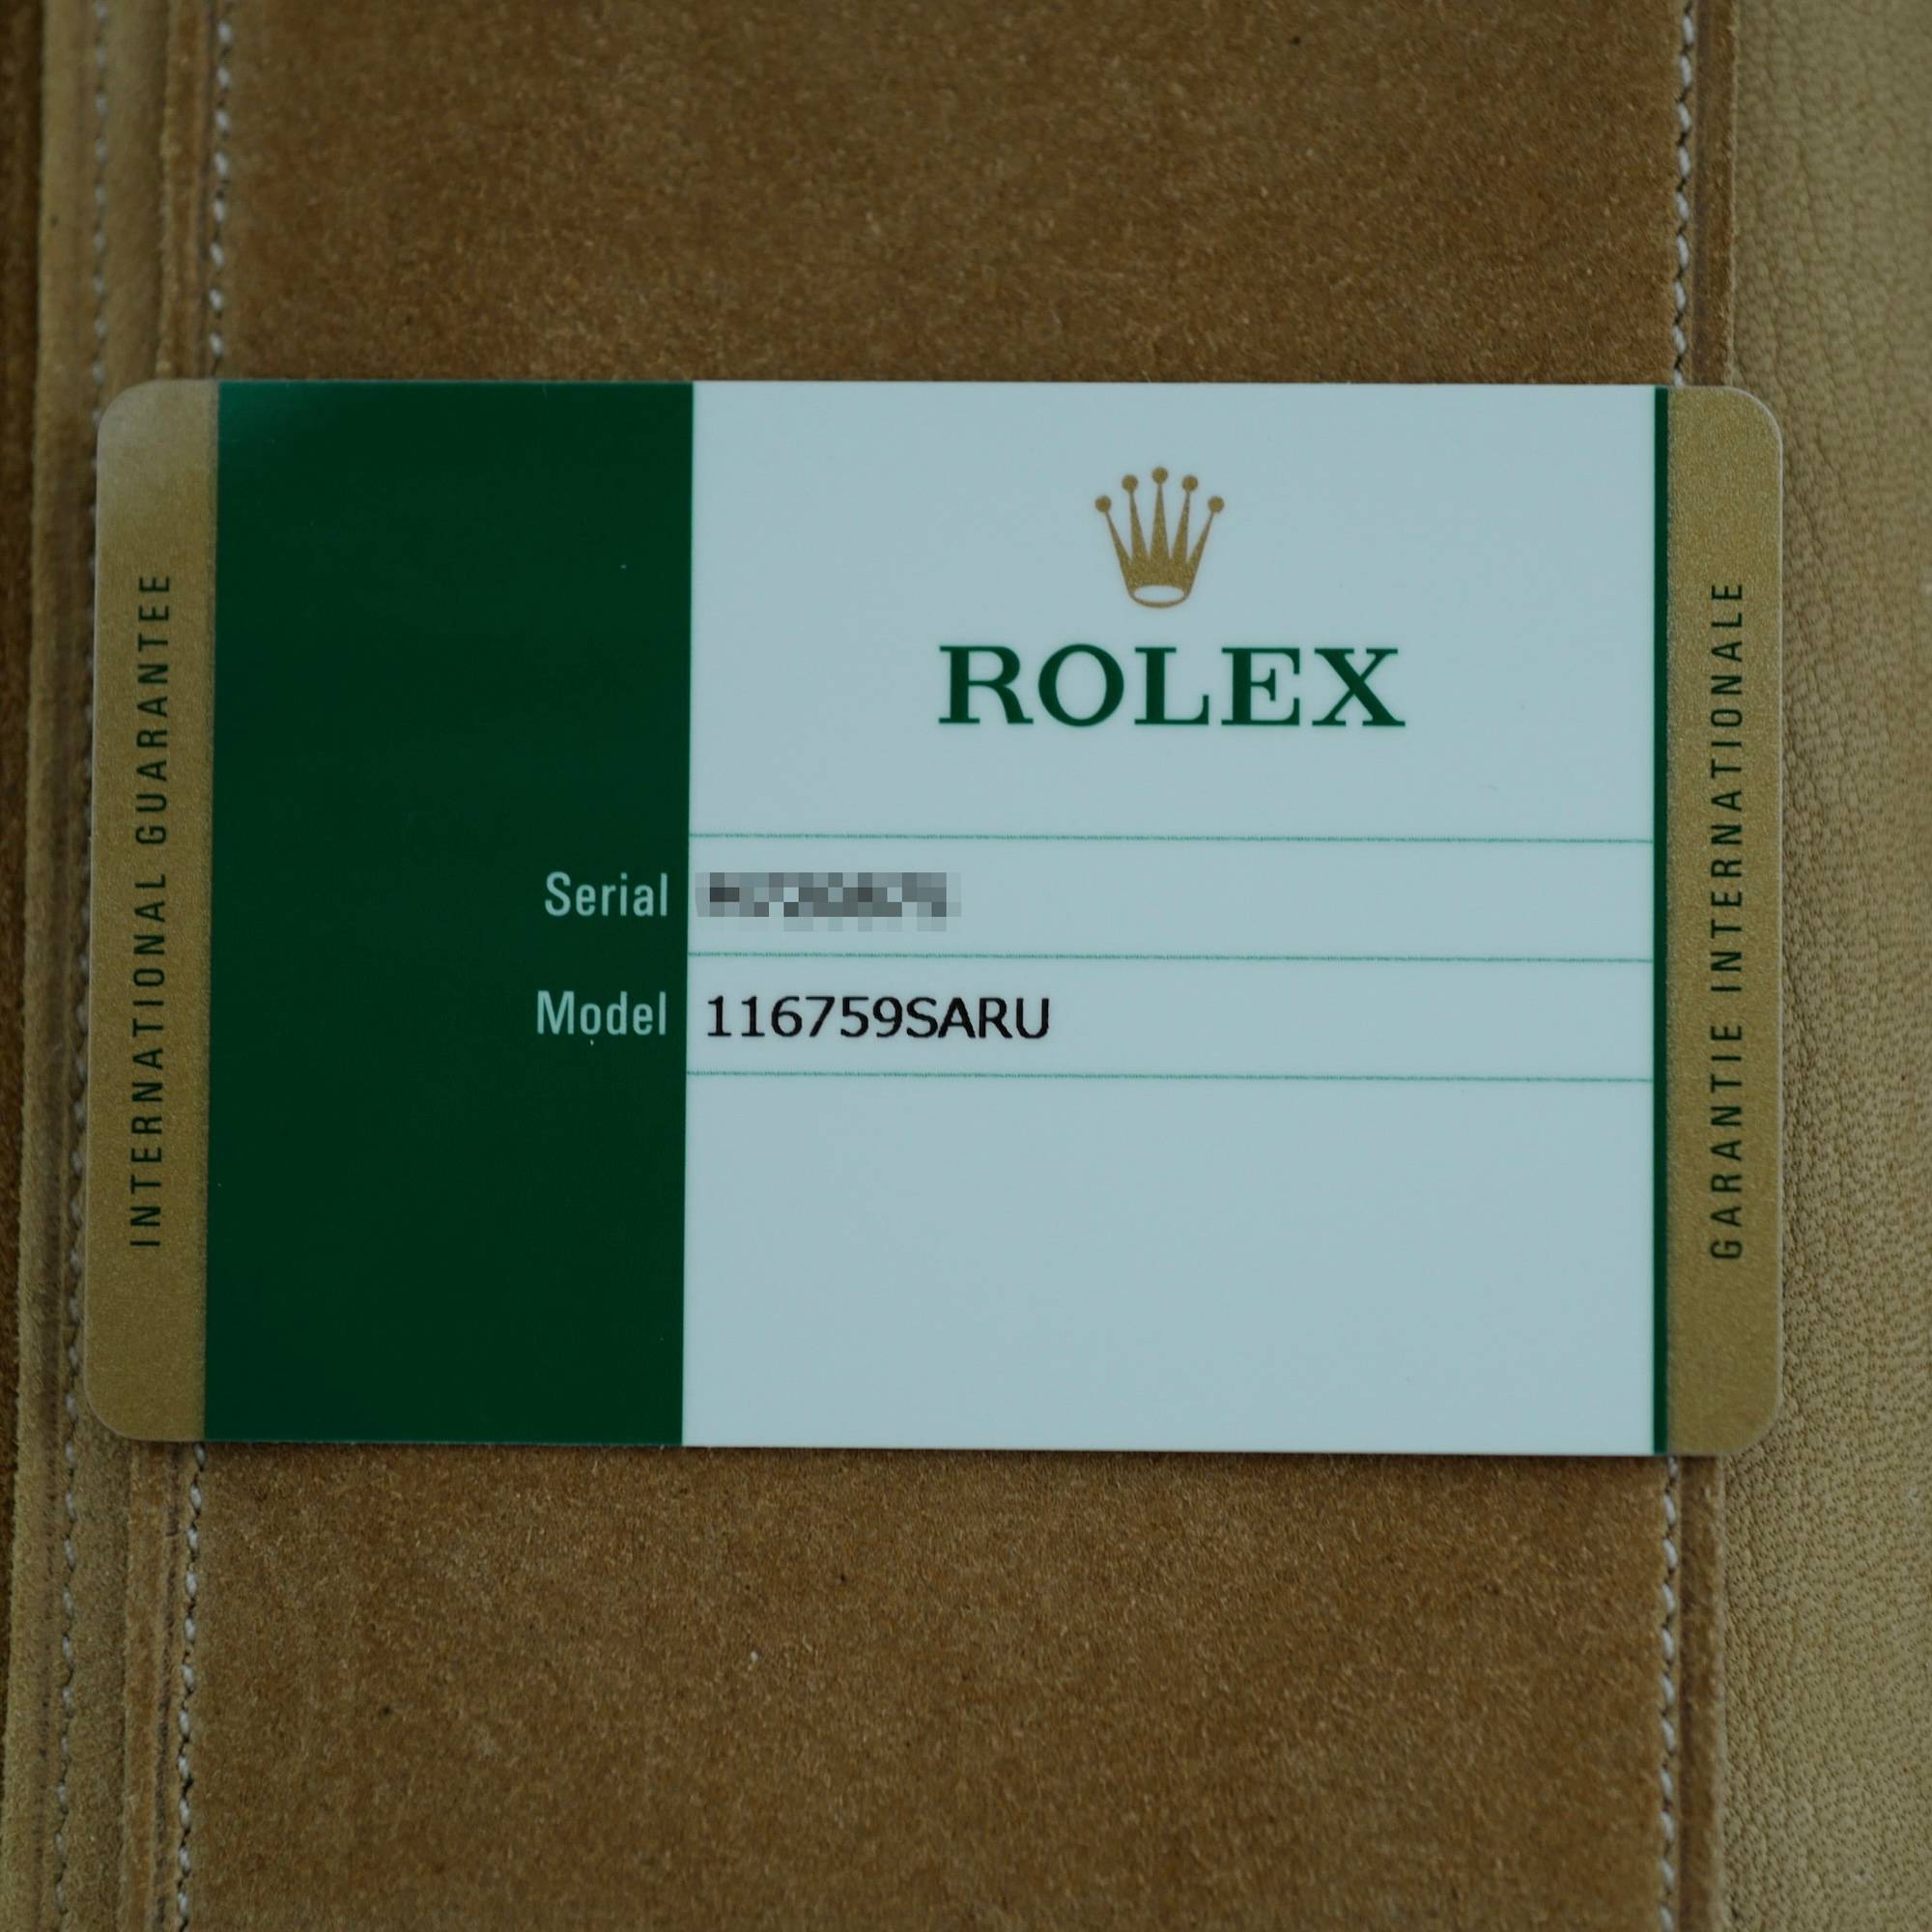 INTERNATIONAL GUARANTEE
ROLEX
Serial
Model 116759SARU
GARANTIE INTERNATIONALE